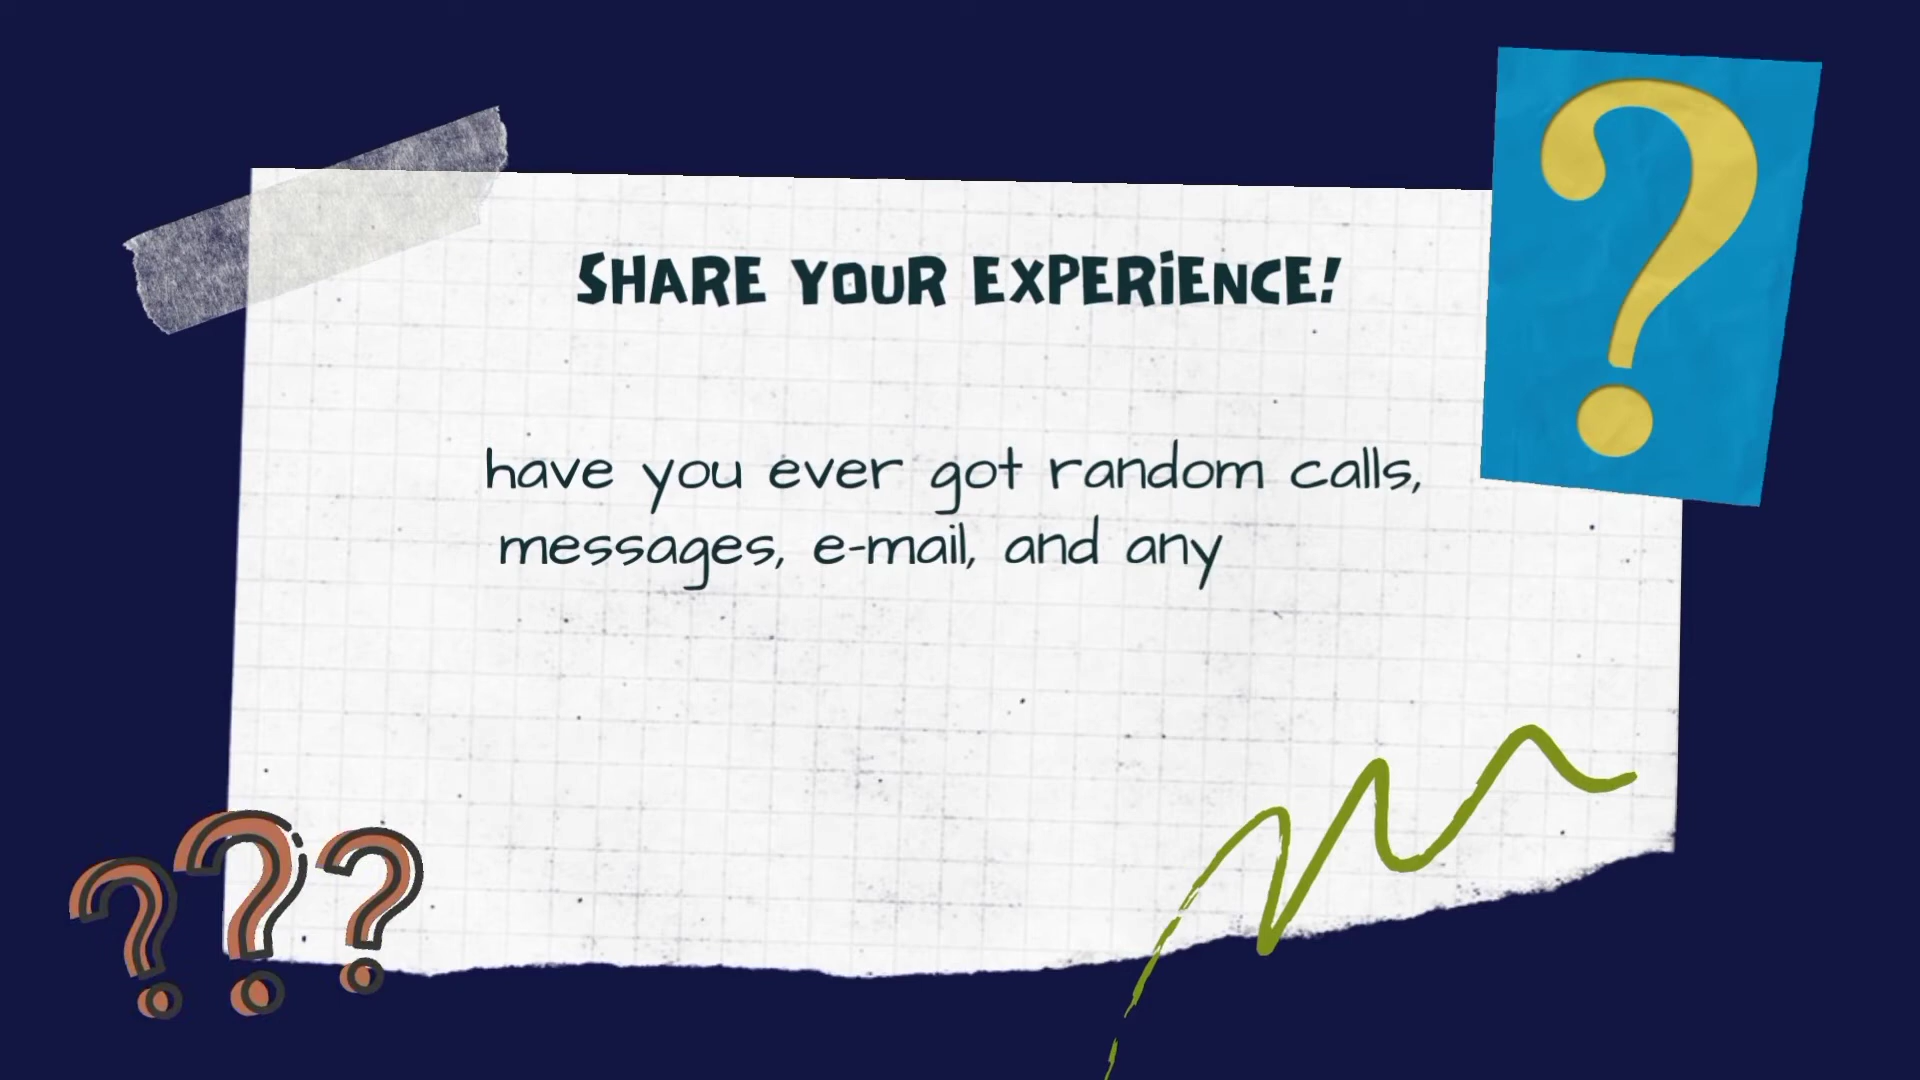 SHARE YOUR EXPERIENCE!
have you ever got random calls,
messages, e-mail, and any